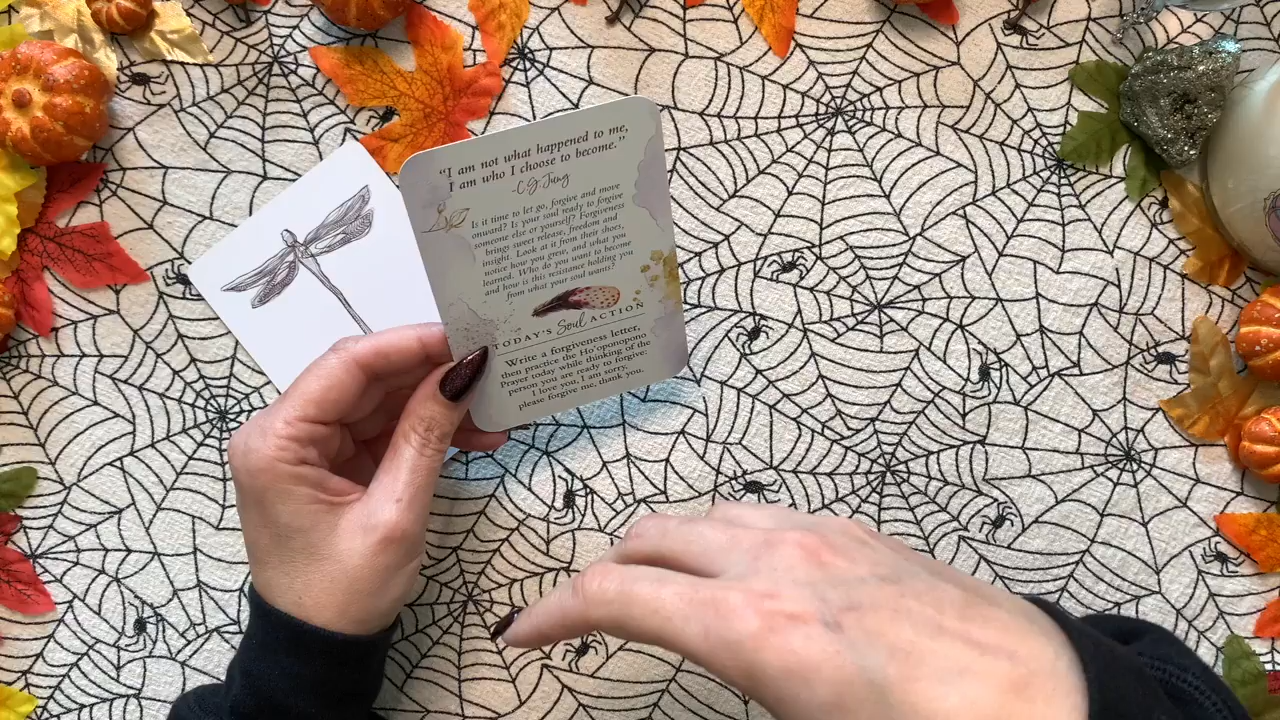 "I am not what happened to me,
I am who I choose to become."
-C.G. Jung
Is it time to let go, forgive and move
onward? Is your soul ready to forgive
someone else or yourself? Forgiveness
brings sweet release, freedom and
insight. Look at it from their shoes,
notice how you grew, and what you
learned. Who do you want to become
and how is this resistance holding you
from what your soul wants?
TODAY'S Soul ACTION
Write a forgiveness letter,
then practice the Ho'oponopono
Prayer today while thinking of the
person you are ready to forgive:
I love you, I am sorry,
please forgive me, thank you.